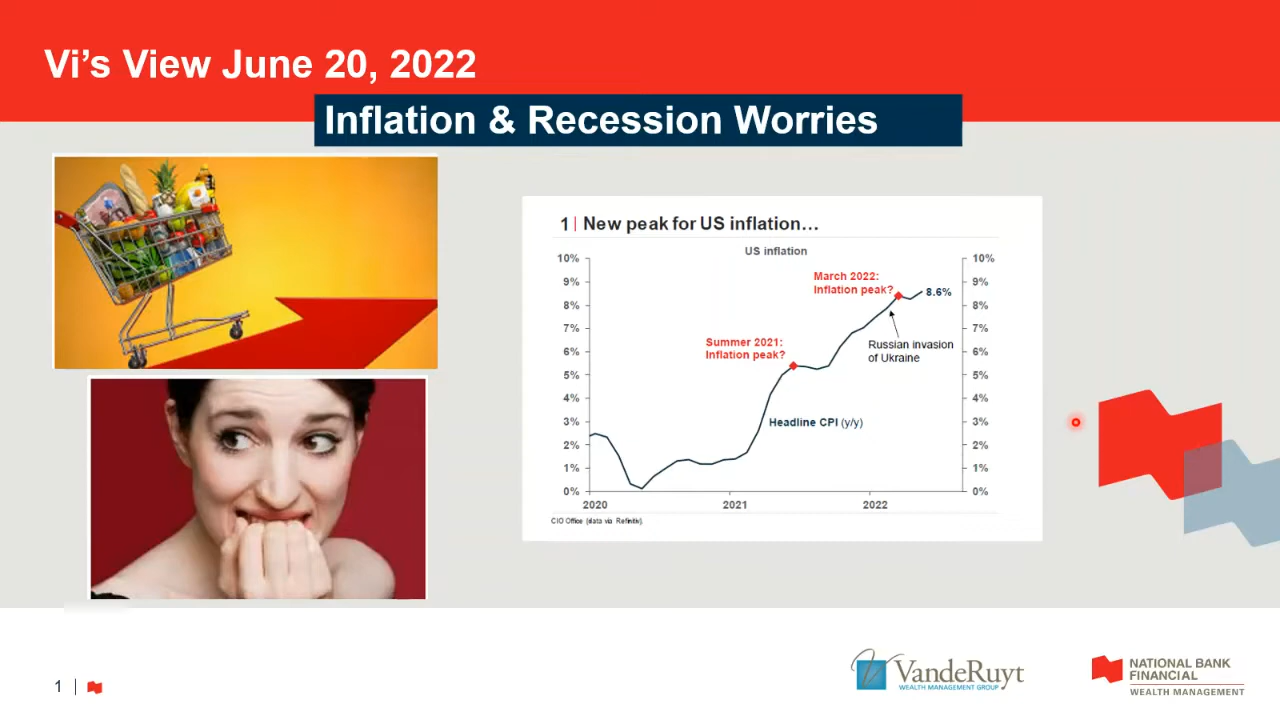 Vi’s View June 20, 2022
Inflation & Recession Worries
1| New peak for US inflation…
US inflation
10%
9%
8%
7%
6%
5%
4%
3%
2%
1%
0%
10%
9%
8%
7%
6%
5%
4%
3%
2%
1%
0%
March 2022:
Inflation peak?
8.6%
Russian invasion
of Ukraine
Summer 2021:
Inflation peak?
Headline CPI (y/y)
2020
2021
2022
CIO Office (data via Refinitiv).
1 |
VandeRuyt
WEALTH MANAGEMENT GROUP
NATIONAL BANK
FINANCIAL
WEALTH MANAGEMENT